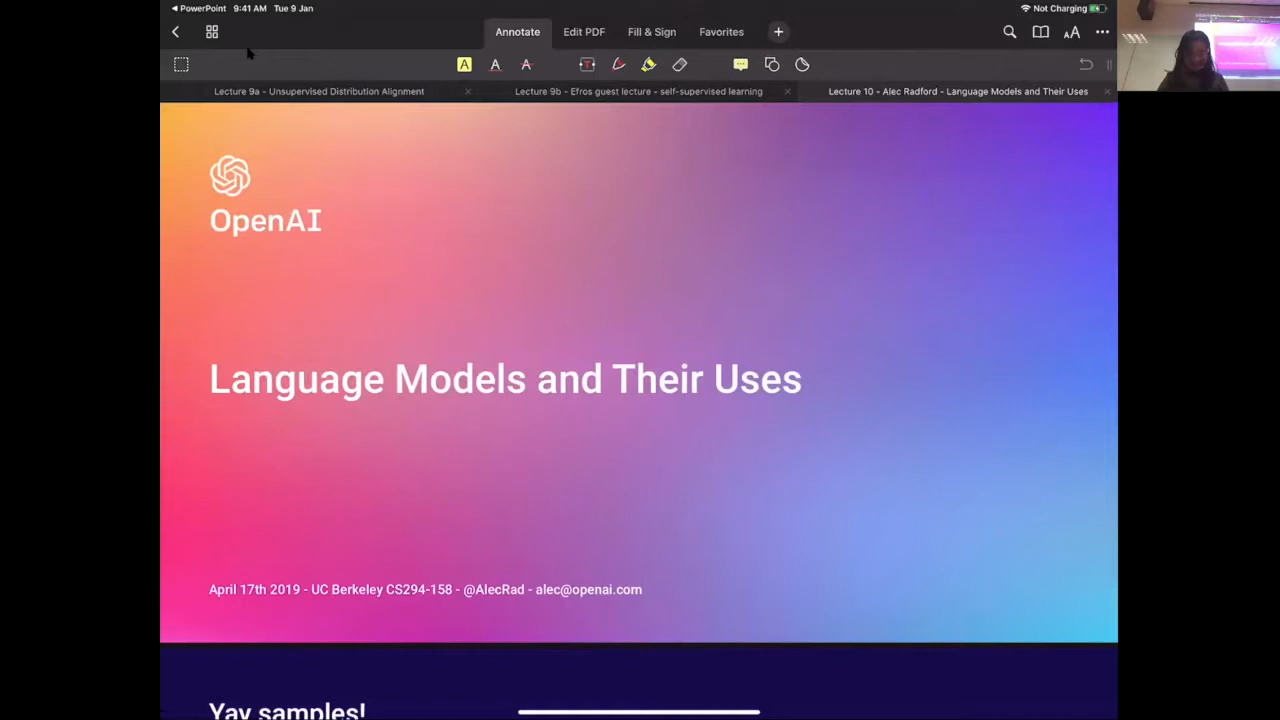 PowerPoint 9:41 AM Tue 9 Jan Not Charging
Annotate Edit PDF Fill & Sign Favorites
Lecture 9a - Unsupervised Distribution Alignment Lecture 9b - Efros guest lecture - self-supervised learning Lecture 10 - Alec Radford - Language Models and Their Uses
OpenAI
Language Models and Their Uses
April 17th 2019 - UC Berkeley CS294-158 - @AlecRad - alec@openai.com
Yay samples!